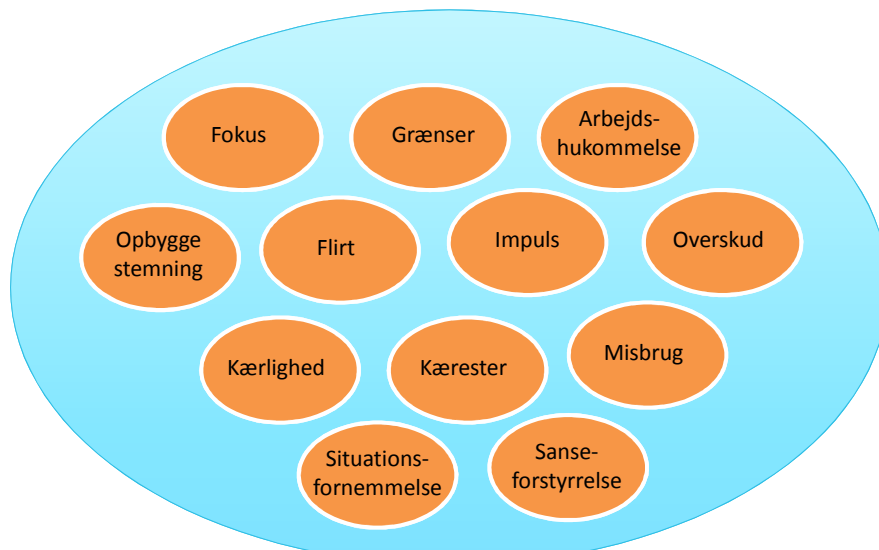 Fokus
Grænser
Arbejds-
hukommelse
Opbygge
stemning
Flirt
Impuls
Overskud
Kærlighed
Kærester
Misbrug
Situations-
fornemmelse
Sanse-
forstyrrelse